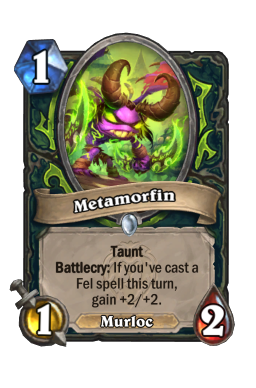 1
Metamorfin
Taunt
Battlecry: If you've cast a
Fel spell this turn,
gain +2/+2.
1
Murloc
2